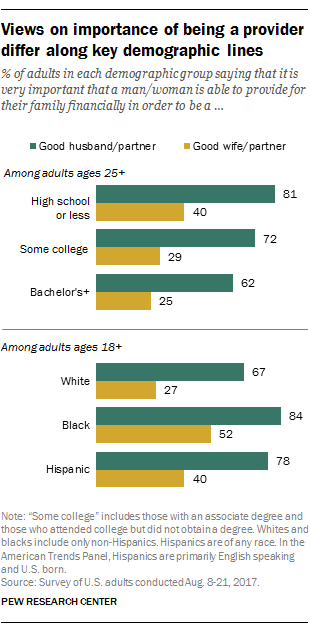 Views on importance of being a provider
differ along key demographic lines
% of adults in each demographic group saying that it is
very important that a man/woman is able to provide for
their family financially in order to be a ...
Good husband/partner Good wife/partner
Among adults ages 25+
High school
or less
81
40
Some college
72
29
Bachelor's+
62
25
Among adults ages 18+
White
67
27
Black
84
52
Hispanic
78
40
Note: “Some college” includes those with an associate degree and
those who attended college but did not obtain a degree. Whites and
blacks include only non-Hispanics. Hispanics are of any race. In the
American Trends Panel, Hispanics are primarily English speaking
and U.S. born.
Source: Survey of U.S. adults conducted Aug. 8-21, 2017.
PEW RESEARCH CENTER